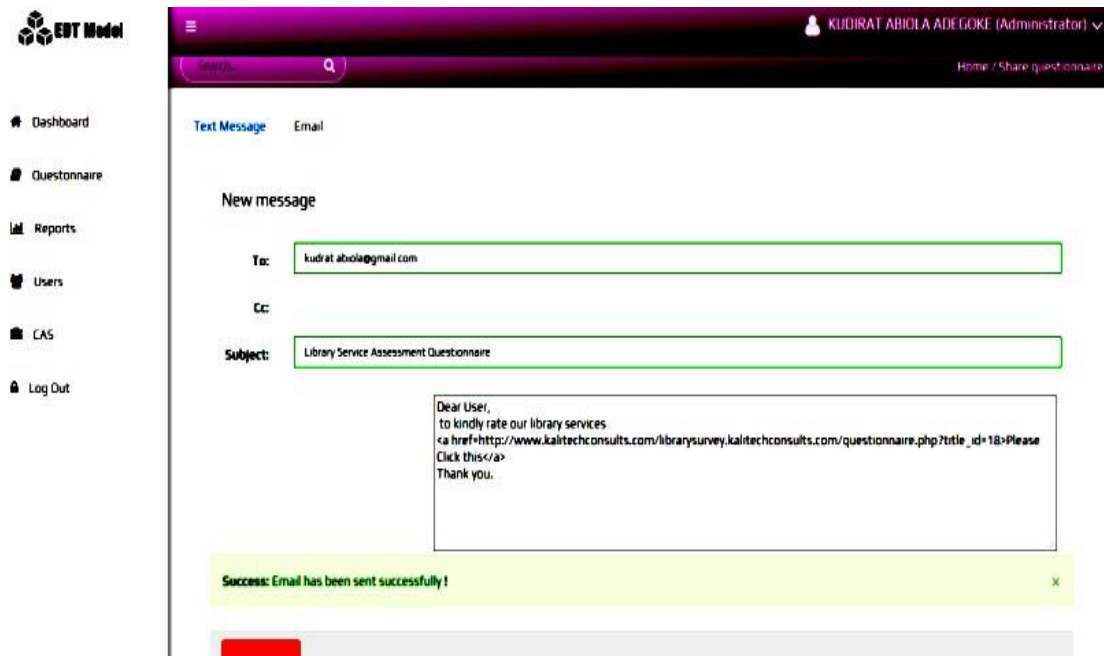 EDT Model
KUDIRAT ABIOLA ADEGOKE (Administrator)
Search...
Home / Share questionnaire
Dashboard
Questonnaire
Reports
Users
CAS
Log Out
Text Message Email
New message
To: kudrat abiola@gmail com
Cc:
Subject: Library Service Assessment Questionnaire
Dear User,
to kindly rate our library services
<a href=http://www.kalitechconsults.com/librarysurvey.kalitechconsults.com/questionnaire.php?title_id=18>Please
Click this</a>
Thank you.
Success: Email has been sent successfully ! x